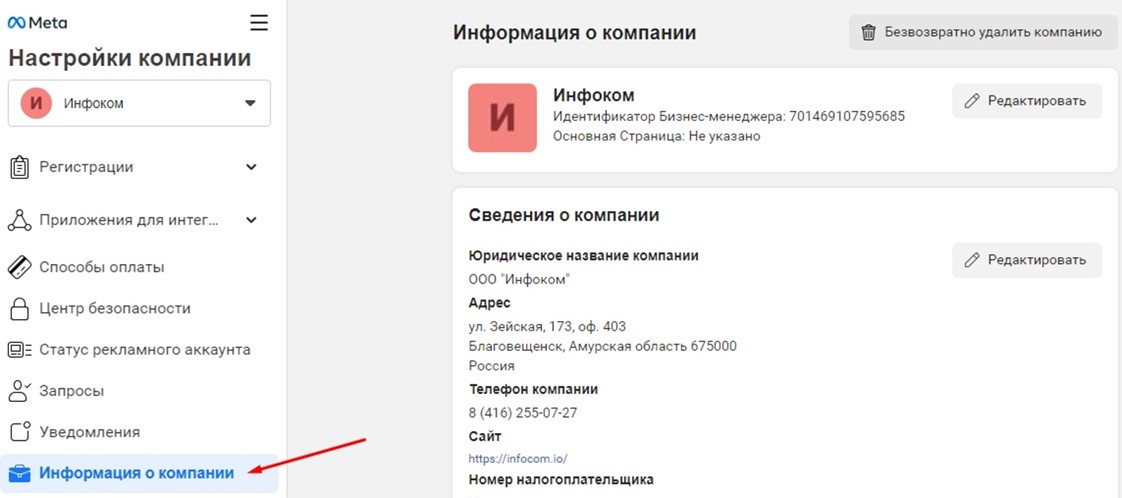 Meta
Настройки компании
И
Инфоком
Регистрации
Приложения для интег...
Способы оплаты
Центр безопасности
Статус рекламного аккаунта
Запросы
Уведомления
Информация о компании
Информация о компании
Безвозвратно удалить компанию
И
Инфоком
Идентификатор Бизнес-менеджера: 701469107595685
Основная Страница: Не указано
Редактировать
Сведения о компании
Редактировать
Юридическое название компании
ООО "Инфоком"
Адрес
ул. Зейская, 173, оф. 403
Благовещенск, Амурская область 675000
Россия
Телефон компании
8 (416) 255-07-27
Сайт
https://infocom.io/
Номер налогоплательщика